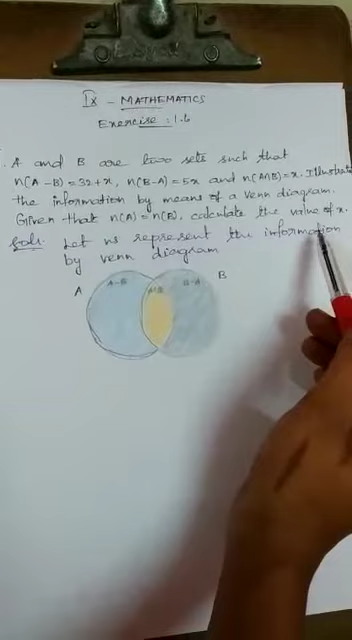 IX - MATHEMATICS
Exercise : 1.6
A and B are two sets such that
n(A-B)=32+x, n(B-A)=5x and n(A∩B)=x. Illustrate
the information by means of a Venn diagram.
Given that n(A)=n(B), calculate the value of x.
Soln: Let us represent the information
by venn diagram
A A-B A∩B B-A B